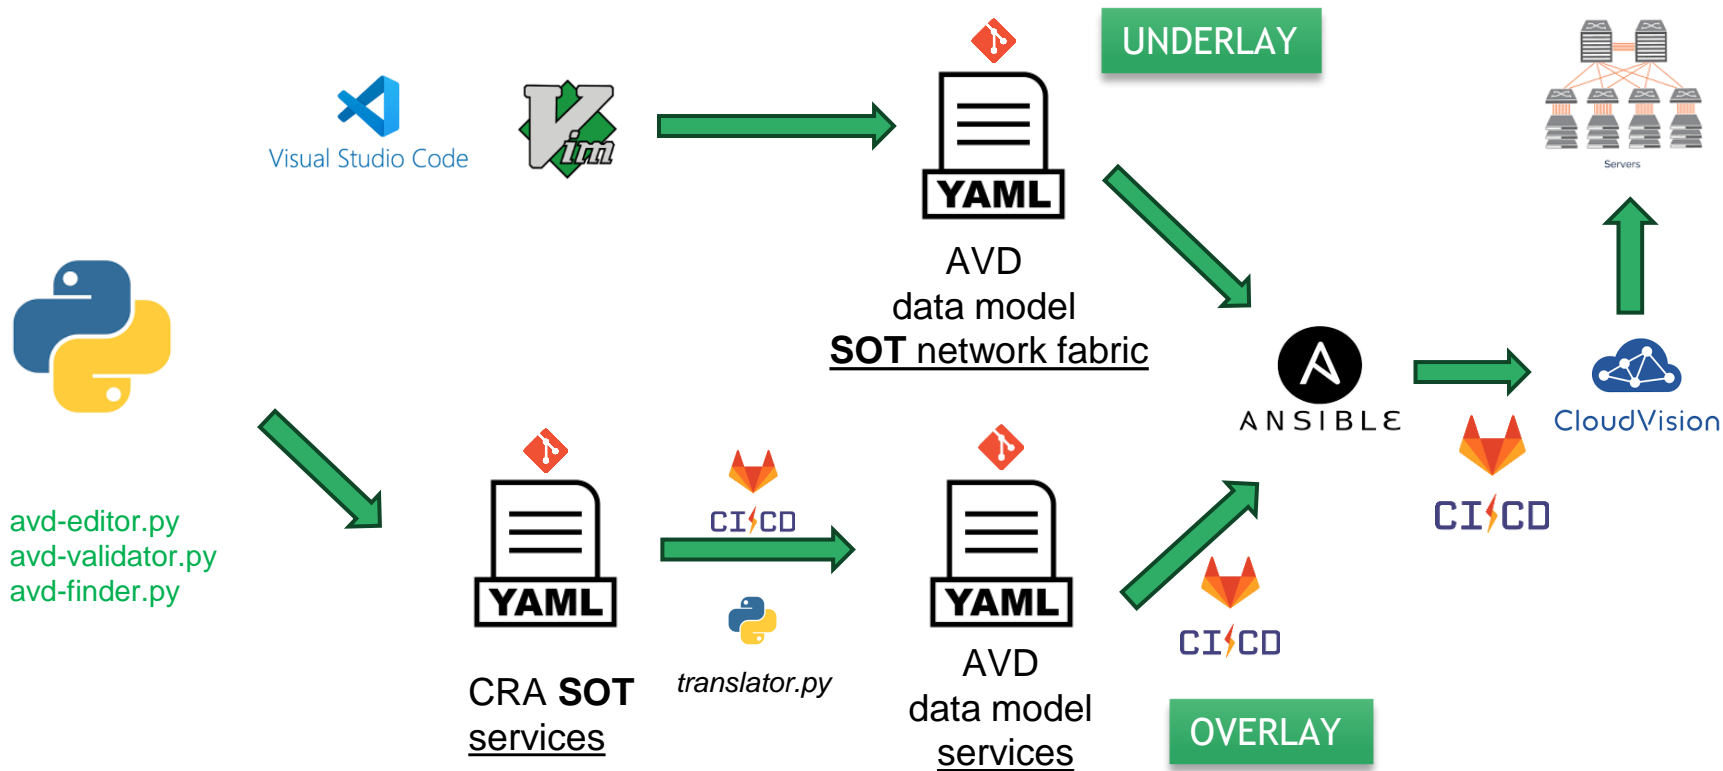 UNDERLAY
Visual Studio Code
Vim
YAML
Servers
AVD
data model
SOT network fabric
ANSIBLE
CloudVision
CI/CD
avd-editor.py
avd-validator.py
avd-finder.py
YAML
CRA SOT
services
CI/CD
translator.py
YAML
AVD
data model
services
CI/CD
OVERLAY